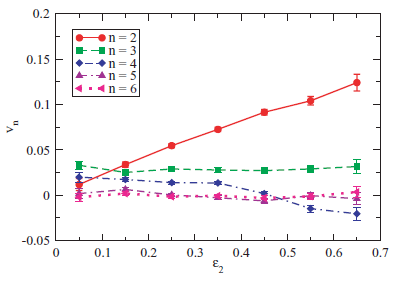 0.2
0.15
0.1
0.05
0
-0.05
v_n
n = 2
n = 3
n = 4
n = 5
n = 6
0 0.1 0.2 0.3 0.4 0.5 0.6 0.7
ε_2